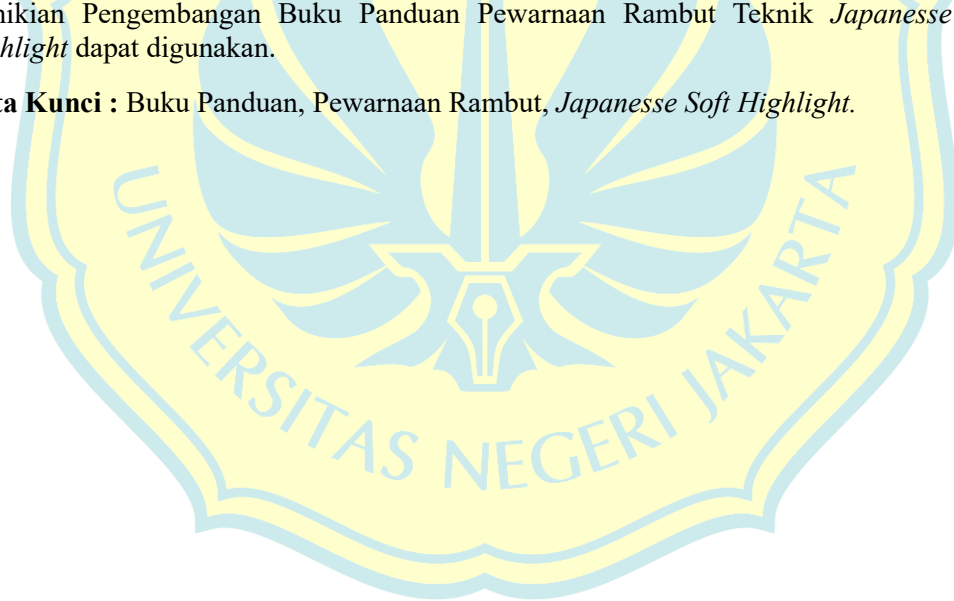 nikian Pengembangan Buku Panduan Pewarnaan Rambut Teknik Japanesse
hlight dapat digunakan.
ta Kunci : Buku Panduan, Pewarnaan Rambut, Japanesse Soft Highlight.
UNIVERSITAS NEGERI JAKARTA